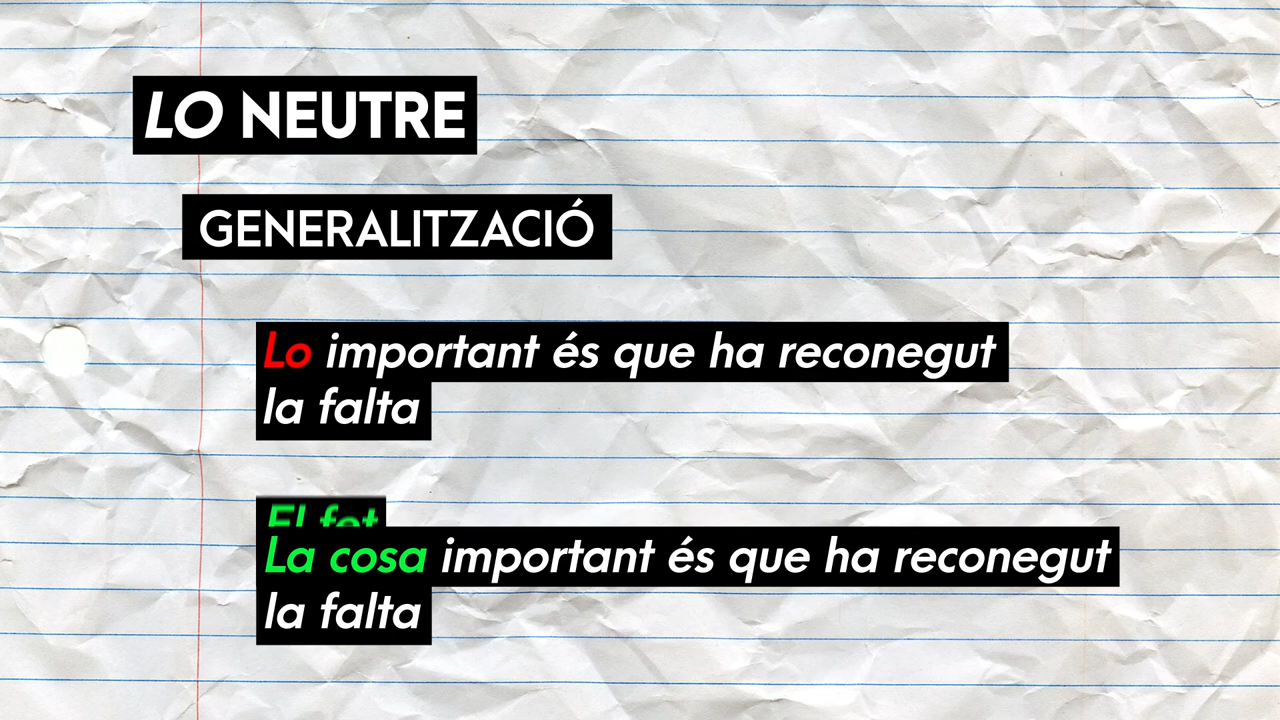 LO NEUTRE
GENERALITZACIÓ
Lo important és que ha reconegut
la falta
El fet
La cosa important és que ha reconegut
la falta